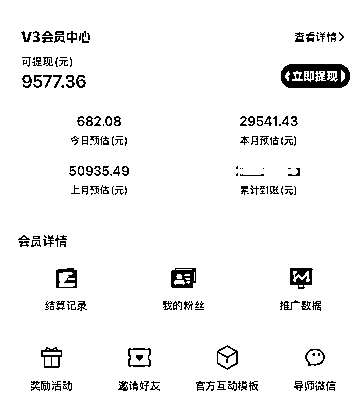 V3会员中心 查看详情>
可提现(元)
9577.36 立即提现
682.08 29541.43
今日预估(元) 本月预估(元)
50935.49
上月预估(元) 累计到账(元)
会员详情
结算记录 我的粉丝 推广数据
奖励活动 邀请好友 官方互动模板 导师微信